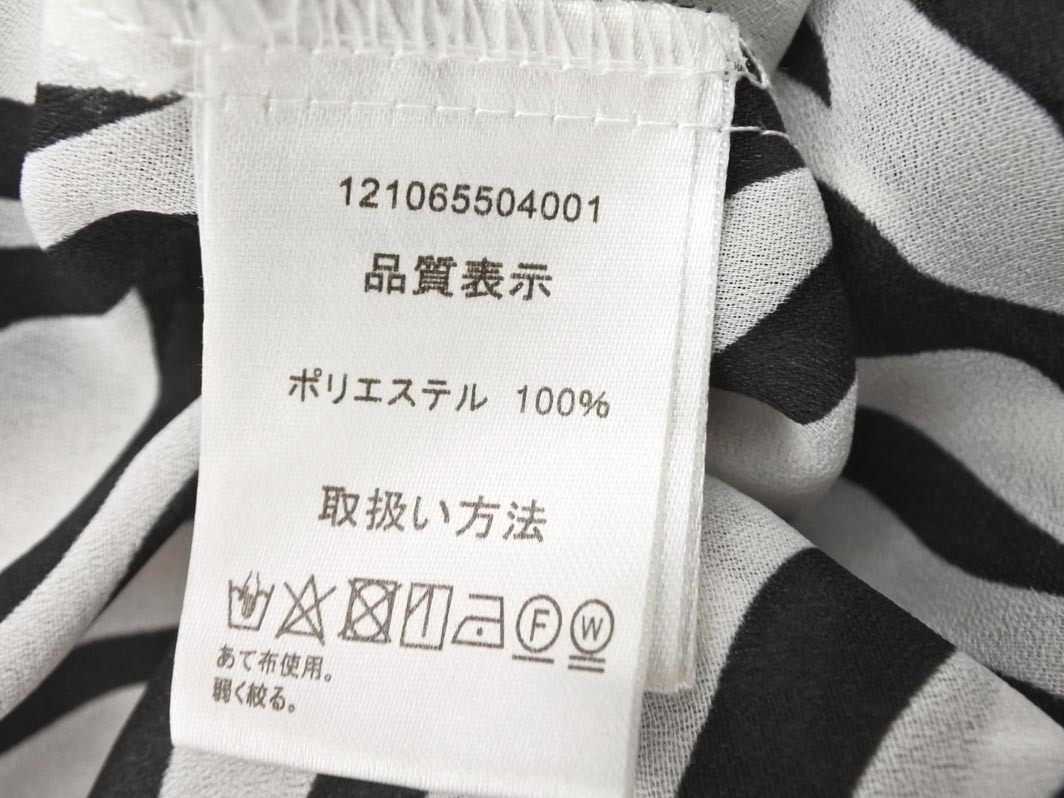 121065504001
品質表示
ポリエステル 100%
取扱い方法
F W
あて布使用。
弱く絞る。